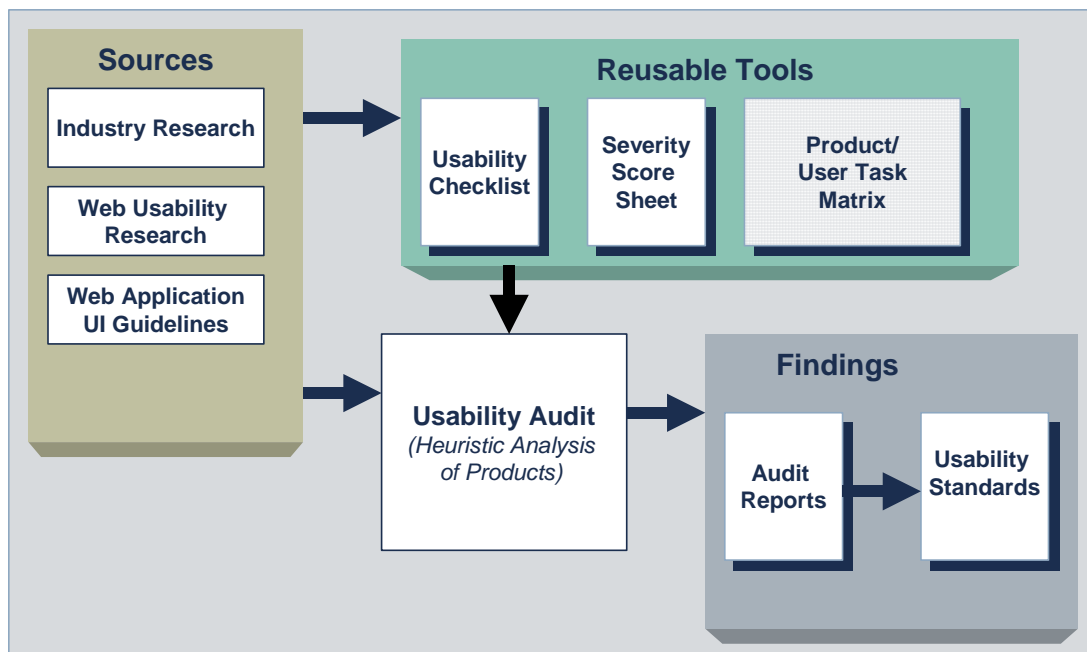 Sources
Industry Research
Web Usability
Research
Web Application
UI Guidelines
Reusable Tools
Usability
Checklist
Severity
Score
Sheet
Product/
User Task
Matrix
Usability Audit
(Heuristic Analysis
of Products)
Findings
Audit
Reports
Usability
Standards